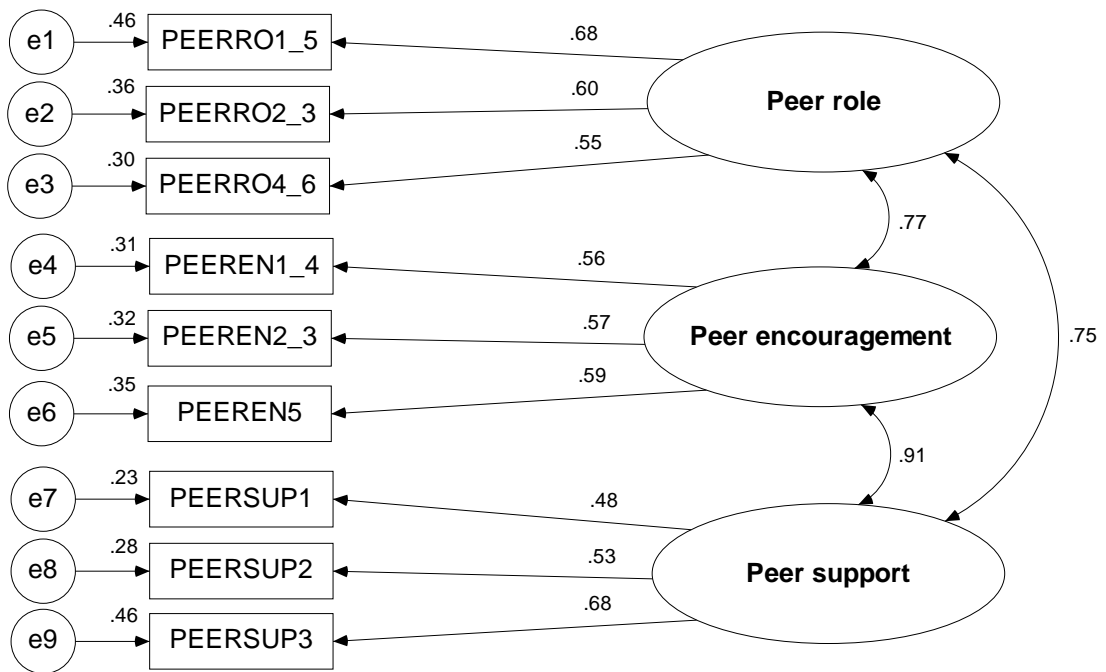 .46
e1 PEERRO1_5 .68
Peer role
.36
e2 PEERRO2_3 .60
.30
e3 PEERRO4_6 .55
.77
.31
e4 PEEREN1_4 .56
.32
e5 PEEREN2_3 .57
Peer encouragement
.75
.35
e6 PEEREN5 .59
.91
.23
e7 PEERSUP1 .48
.28
e8 PEERSUP2 .53
Peer support
.46
e9 PEERSUP3 .68